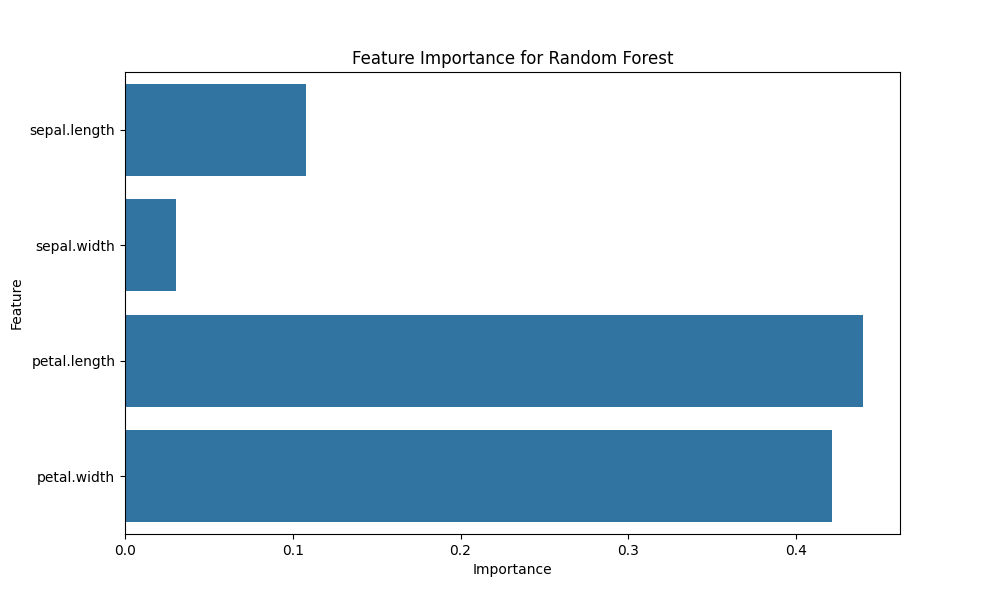 Feature Importance for Random Forest
sepal.length
sepal.width
petal.length
petal.width
Feature
0.0 0.1 0.2 0.3 0.4
Importance